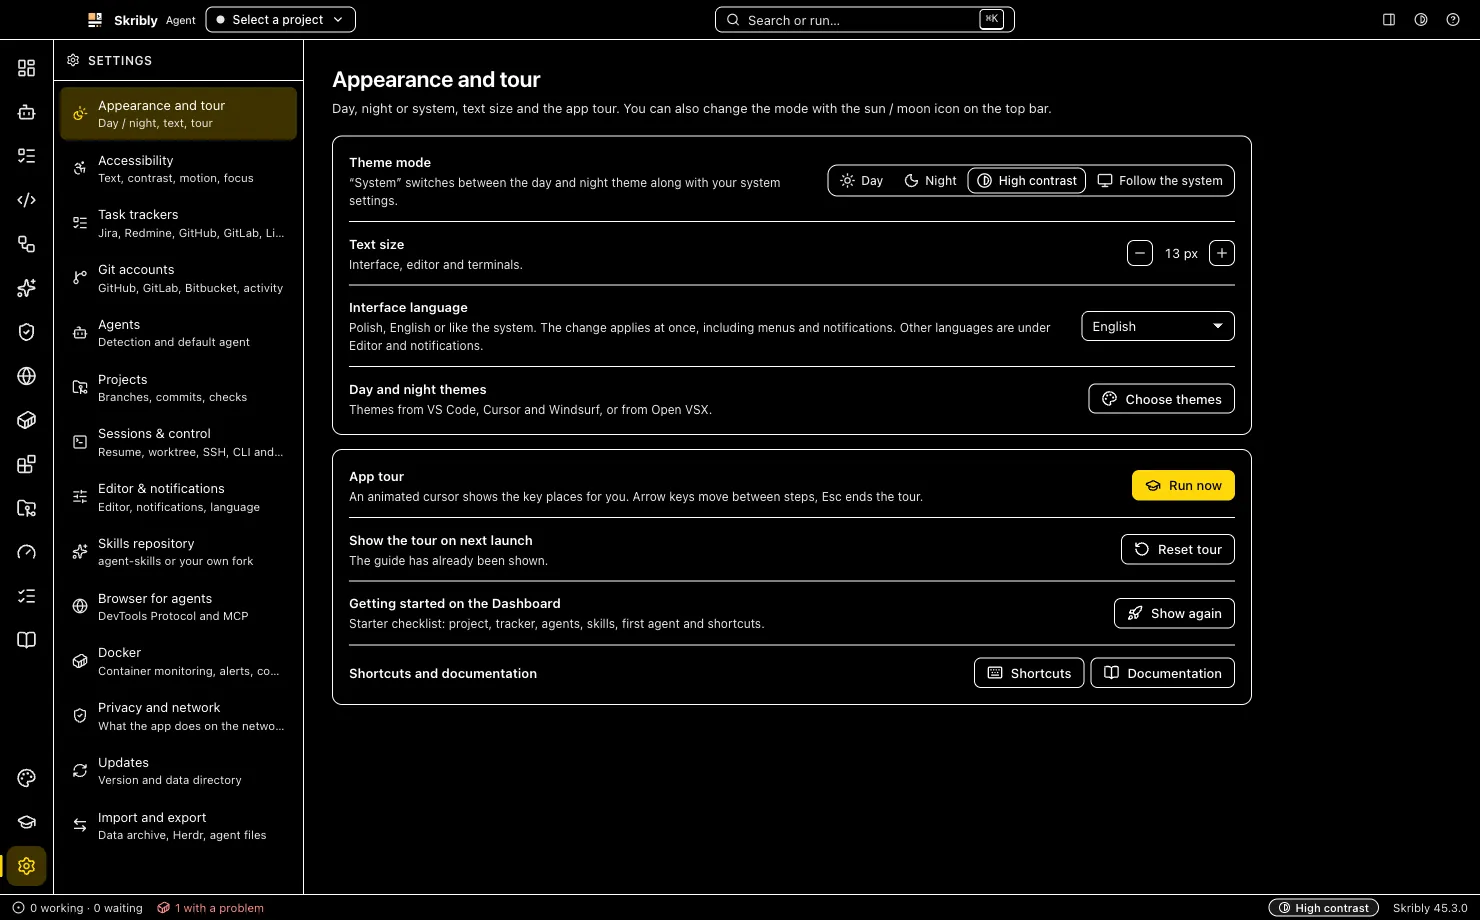 Skribly Agent
Select a project
Search or run...
⌘K
SETTINGS
Appearance and tour
Day / night, text, tour
Accessibility
Text, contrast, motion, focus
Task trackers
Jira, Redmine, GitHub, GitLab, Li...
Git accounts
GitHub, GitLab, Bitbucket, activity
Agents
Detection and default agent
Projects
Branches, commits, checks
Sessions & control
Resume, worktree, SSH, CLI and...
Editor & notifications
Editor, notifications, language
Skills repository
agent-skills or your own fork
Browser for agents
DevTools Protocol and MCP
Docker
Container monitoring, alerts, co...
Privacy and network
What the app does on the netwo...
Updates
Version and data directory
Import and export
Data archive, Herdr, agent files
Appearance and tour
Day, night or system, text size and the app tour. You can also change the mode with the sun / moon icon on the top bar.
Theme mode
“System” switches between the day and night theme along with your system
settings.
Day
Night
High contrast
Follow the system
Text size
Interface, editor and terminals.
13 px
Interface language
Polish, English or like the system. The change applies at once, including menus and notifications. Other languages are under
Editor and notifications.
English
Day and night themes
Themes from VS Code, Cursor and Windsurf, or from Open VSX.
Choose themes
App tour
An animated cursor shows the key places for you. Arrow keys move between steps, Esc ends the tour.
Run now
Show the tour on next launch
The guide has already been shown.
Reset tour
Getting started on the Dashboard
Starter checklist: project, tracker, agents, skills, first agent and shortcuts.
Show again
Shortcuts and documentation
Shortcuts
Documentation
0 working · 0 waiting
1 with a problem
High contrast
Skribly 45.3.0